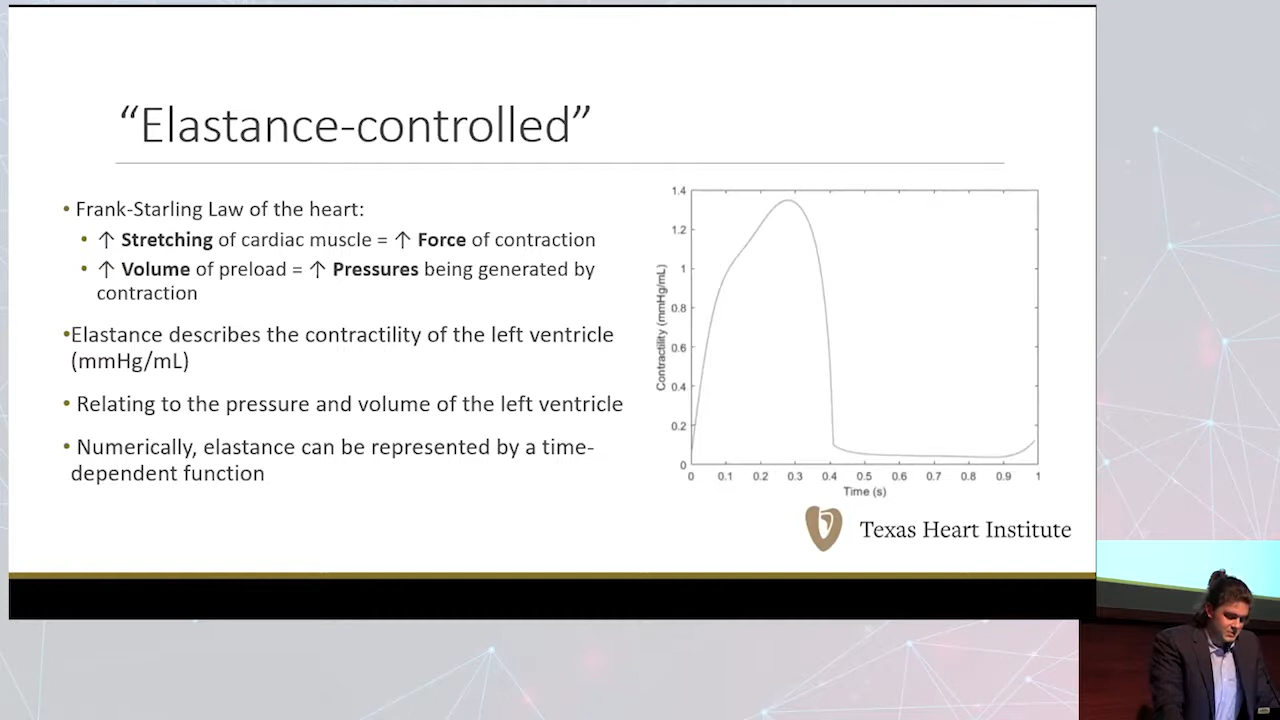 “Elastance-controlled”
• Frank-Starling Law of the heart:
• ↑ Stretching of cardiac muscle = ↑ Force of contraction
• ↑ Volume of preload = ↑ Pressures being generated by
contraction
•Elastance describes the contractility of the left ventricle
(mmHg/mL)
• Relating to the pressure and volume of the left ventricle
• Numerically, elastance can be represented by a time-
dependent function
Contractility (mmHg/mL)
1.4
1.2
1
0.8
0.6
0.4
0.2
0
0 0.1 0.2 0.3 0.4 0.5 0.6 0.7 0.8 0.9 1
Time (s)
Texas Heart Institute